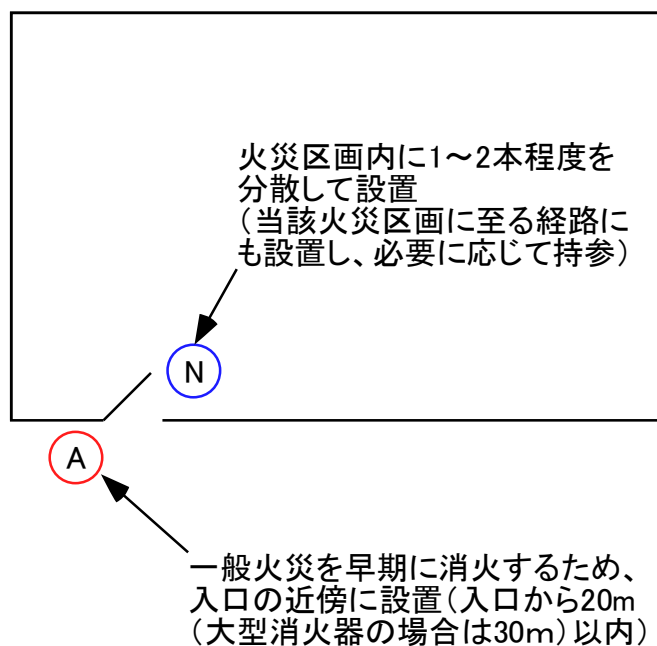 火災区画内に1～2本程度を
分散して設置
（当該火災区画に至る経路に
も設置し、必要に応じて持参）
N
A
一般火災を早期に消火するため、
入口の近傍に設置（入口から20m
（大型消火器の場合は30m）以内）